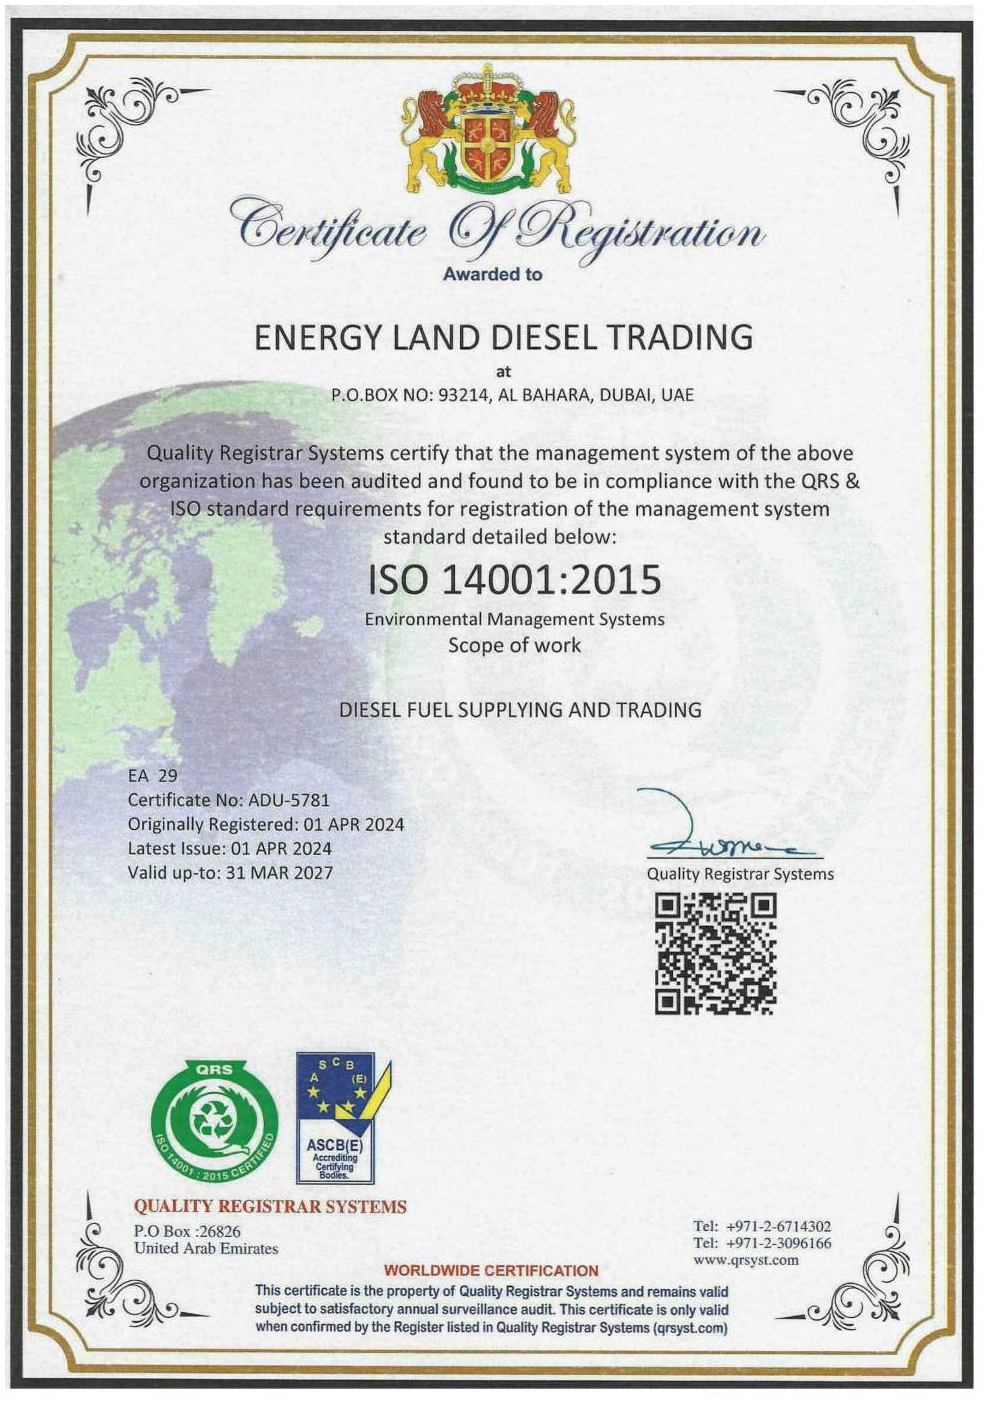 Certificate Of Registration
Awarded to
ENERGY LAND DIESEL TRADING
at
P.O.BOX NO: 93214, AL BAHARA, DUBAI, UAE
Quality Registrar Systems certify that the management system of the above
organization has been audited and found to be in compliance with the QRS &
ISO standard requirements for registration of the management system
standard detailed below:
ISO 14001:2015
Environmental Management Systems
Scope of work
DIESEL FUEL SUPPLYING AND TRADING
EA 29
Certificate No: ADU-5781
Originally Registered: 01 APR 2024
Latest Issue: 01 APR 2024
Valid up-to: 31 MAR 2027
Quality Registrar Systems
QRS
ISO 14001 : 2015 CERTIFIED
A S C B (E)
ASCB(E)
Accrediting
Certifying
Bodies.
QUALITY REGISTRAR SYSTEMS
P.O Box :26826
United Arab Emirates
Tel: +971-2-6714302
Tel: +971-2-3096166
www.qrsyst.com
WORLDWIDE CERTIFICATION
This certificate is the property of Quality Registrar Systems and remains valid
subject to satisfactory annual surveillance audit. This certificate is only valid
when confirmed by the Register listed in Quality Registrar Systems (qrsyst.com)